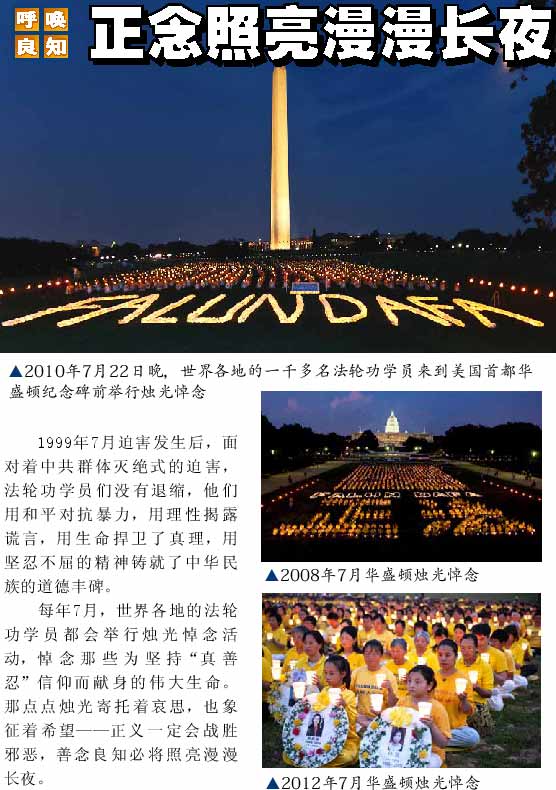 呼唤
良知
正念照亮漫漫长夜
FALUN DAFA
▲2010年7月22日晚，世界各地的一千多名法轮功学员来到美国首都华
盛顿纪念碑前举行烛光悼念
1999年7月迫害发生后，面
对着中共群体灭绝式的迫害，
法轮功学员们没有退缩，他们
用和平对抗暴力，用理性揭露
谎言，用生命捍卫了真理，用
坚忍不屈的精神铸就了中华民
族的道德丰碑。
每年7月，世界各地的法轮
功学员都会举行烛光悼念活
动，悼念那些为坚持“真善
忍”信仰而献身的伟大生命。
那点点烛光寄托着哀思，也象
征着希望——正义一定会战胜
邪恶，善念良知必将照亮漫漫
长夜。
▲2008年7月华盛顿烛光悼念
▲2012年7月华盛顿烛光悼念